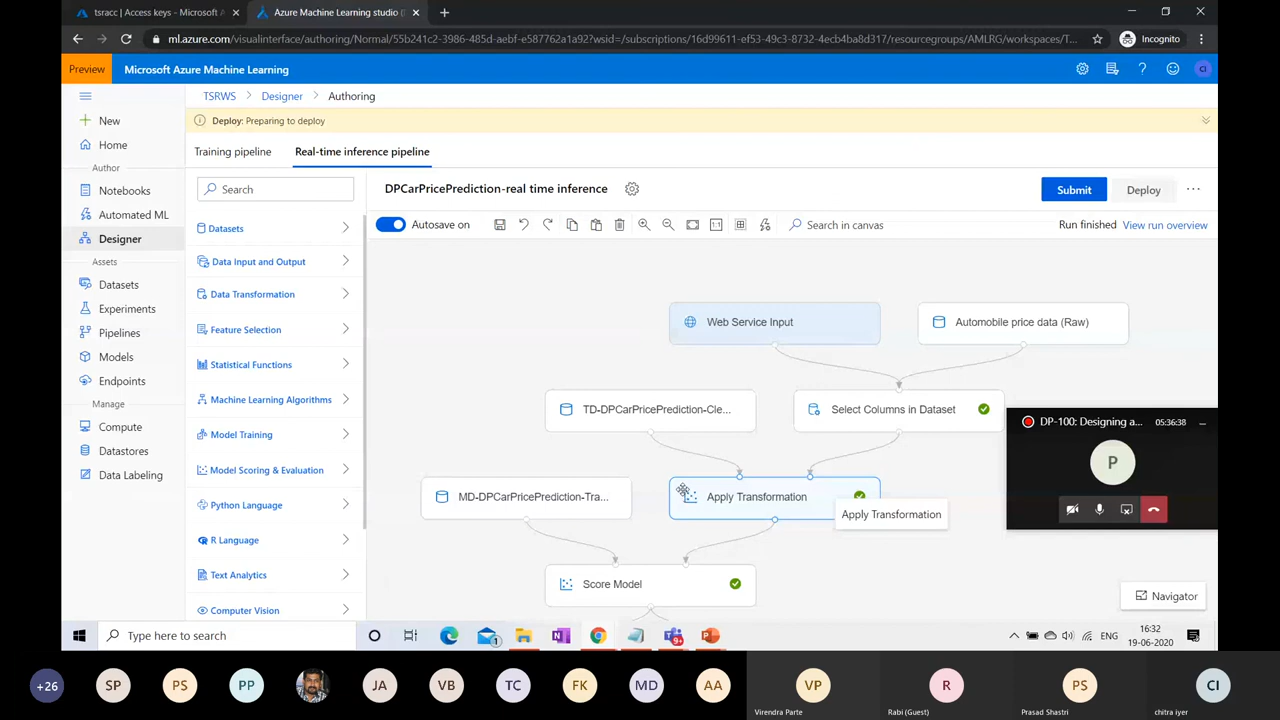 tsracc | Access keys - Microsoft A
Azure Machine Learning studio (
ml.azure.com/visualinterface/authoring/Normal/55b241c2-3986-485d-aebf-e587762a1a92?wsid=/subscriptions/16d99611-ef53-49c3-8732-4ecb4ba8d317/resourcegroups/AMLRG/workspaces/T...
Incognito
Preview
Microsoft Azure Machine Learning
CI
TSRWS > Designer > Authoring
Deploy: Preparing to deploy
New
Home
Author
Notebooks
Automated ML
Designer
Assets
Datasets
Experiments
Pipelines
Models
Endpoints
Manage
Compute
Datastores
Data Labeling
Training pipeline
Real-time inference pipeline
Search
Datasets
Data Input and Output
Data Transformation
Feature Selection
Statistical Functions
Machine Learning Algorithms
Model Training
Model Scoring & Evaluation
Python Language
R Language
Text Analytics
Computer Vision
DPCarPricePrediction-real time inference
Submit
Deploy
Autosave on
1:1
Search in canvas
Run finished
View run overview
Web Service Input
Automobile price data (Raw)
TD-DPCarPricePrediction-Cle...
Select Columns in Dataset
MD-DPCarPricePrediction-Tra...
Apply Transformation
Apply Transformation
Score Model
DP-100: Designing a...
05:36:38
P
Navigator
Type here to search
1
9+
ENG
16:32
19-06-2020
+26
SP
PS
PP
JA
VB
TC
FK
MD
AA
VP
Virendra Parte
R
Rabi (Guest)
PS
Prasad Shastri
CI
chitra iyer